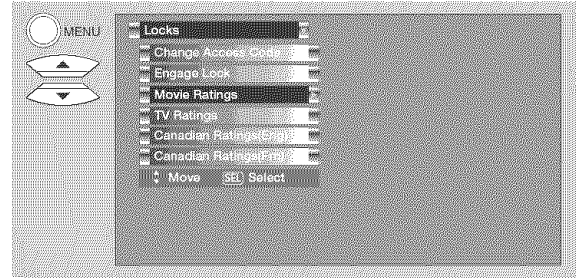 MENU
Locks
Change Access Code
Engage Lock
Movie Ratings
TV Ratings
Canadian Ratings(Eng)
Canadian Ratings(Frn)
Move SEL Select